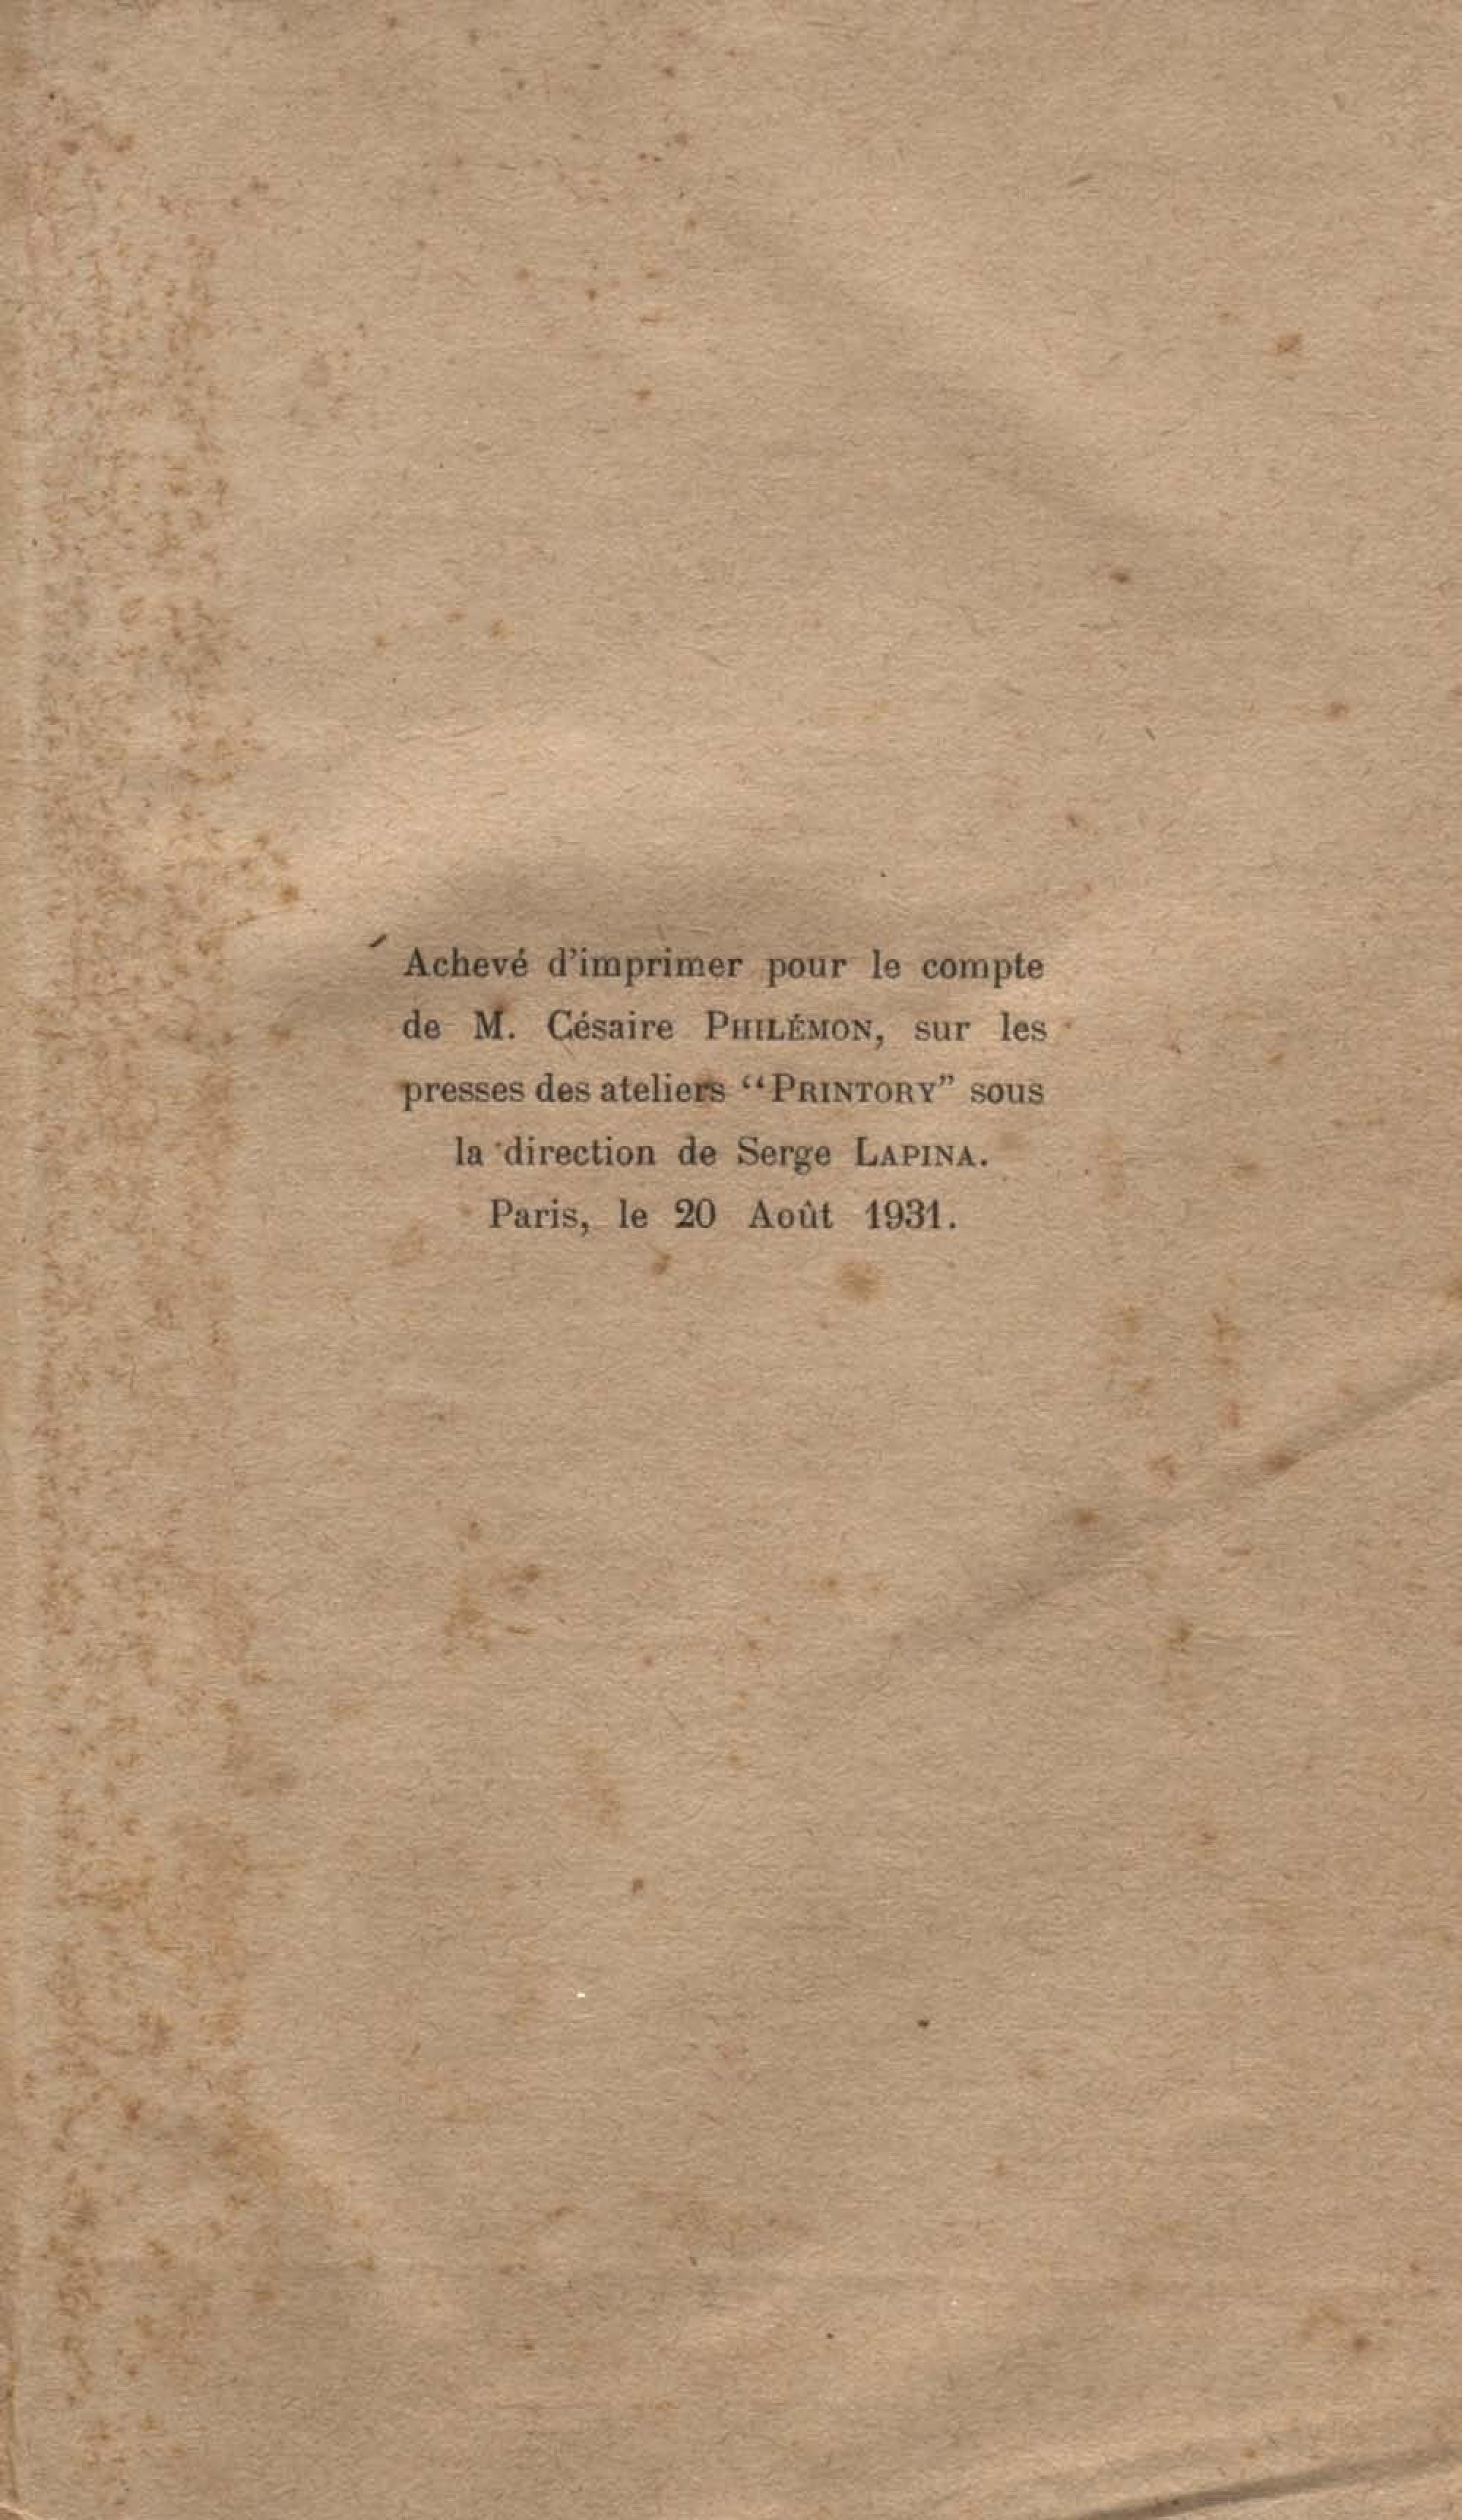 Achevé d'imprimer pour le compte
de M. Césaire PHILÉMON, sur les
presses des ateliers “PRINTORY” sous
la direction de Serge LAPINA.
Paris, le 20 Août 1931.